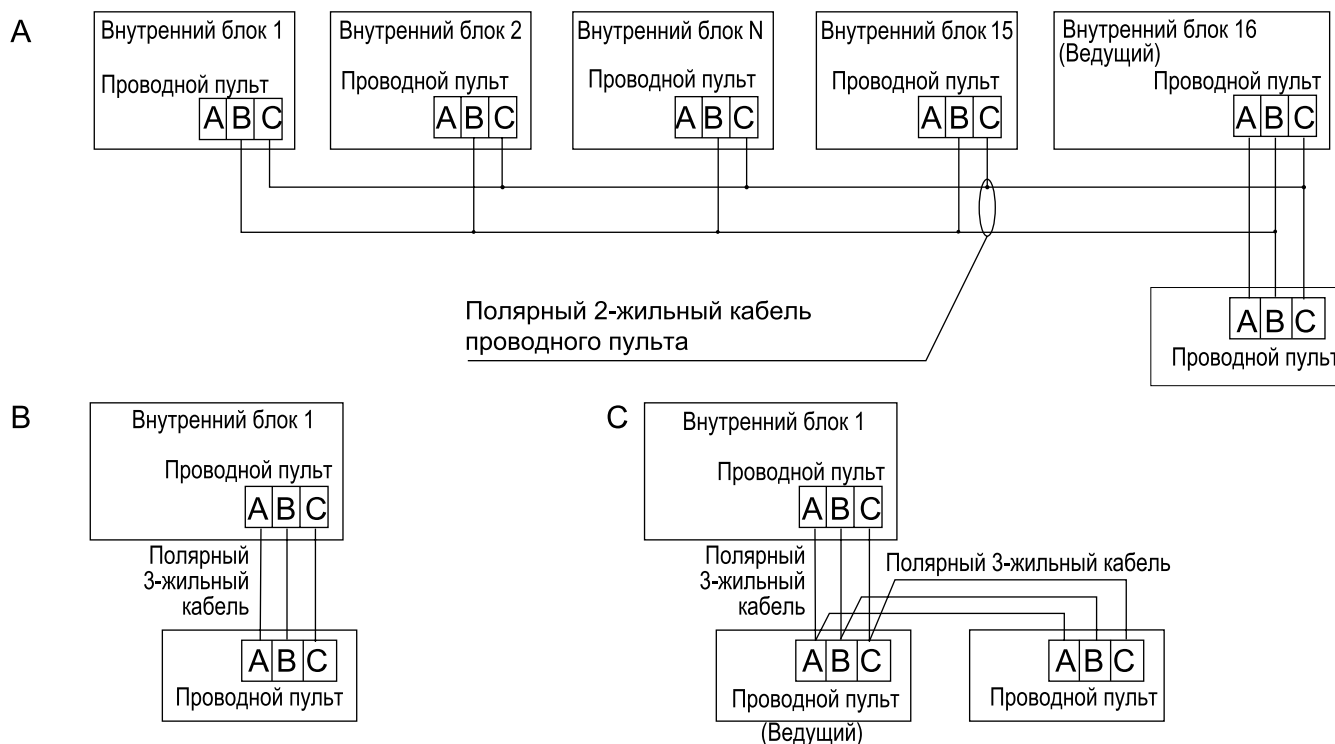 A
Внутренний блок 1
Проводной пульт
A B C
Внутренний блок 2
Проводной пульт
A B C
Внутренний блок N
Проводной пульт
A B C
Внутренний блок 15
Проводной пульт
A B C
Внутренний блок 16
(Ведущий)
Проводной пульт
A B C
Полярный 2-жильный кабель
проводного пульта
A B C
Проводной пульт
B
Внутренний блок 1
Проводной пульт
A B C
Полярный
3-жильный
кабель
A B C
Проводной пульт
C
Внутренний блок 1
Проводной пульт
A B C
Полярный
3-жильный
кабель
Полярный 3-жильный кабель
A B C
Проводной пульт
(Ведущий)
A B C
Проводной пульт